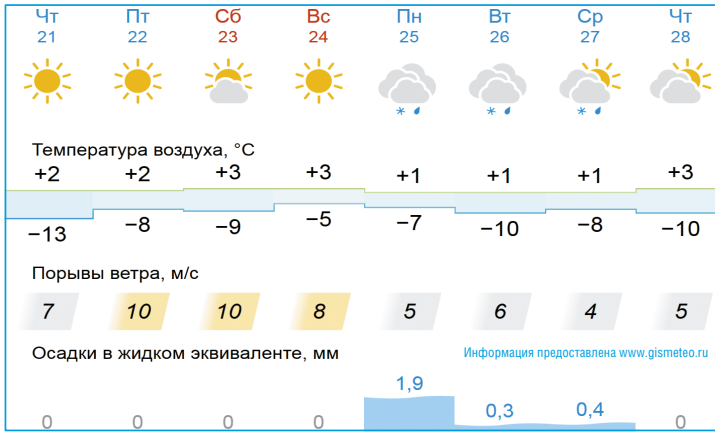 Чт Пт Сб Вс Пн Вт Ср Чт
21 22 23 24 25 26 27 28
Температура воздуха, °C
+2 +2 +3 +3 +1 +1 +1 +3
−13 −8 −9 −5 −7 −10 −8 −10
Порывы ветра, м/с
7 10 10 8 5 6 4 5
Осадки в жидком эквиваленте, мм
Информация предоставлена www.gismeteo.ru
0 0 0 0 1,9 0,3 0,4 0